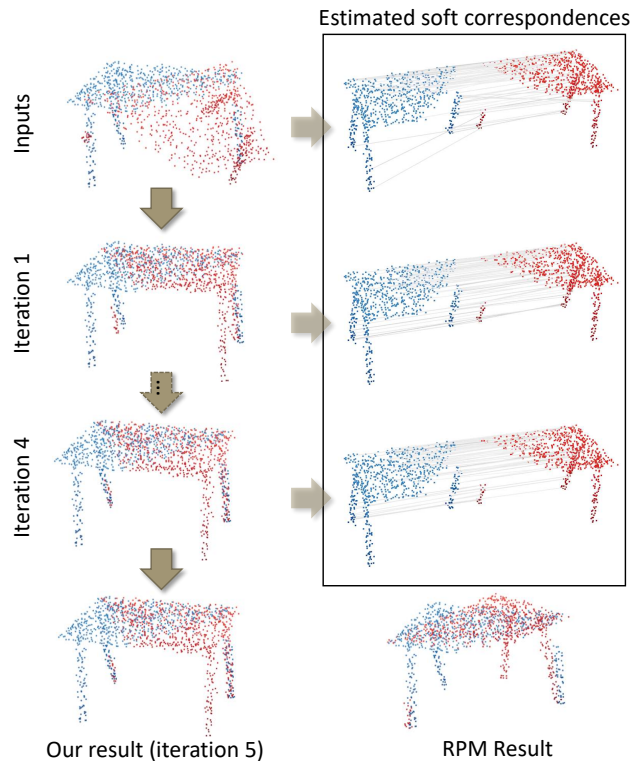 Estimated soft correspondences
Inputs
Iteration 1
...
Iteration 4
Our result (iteration 5)
RPM Result